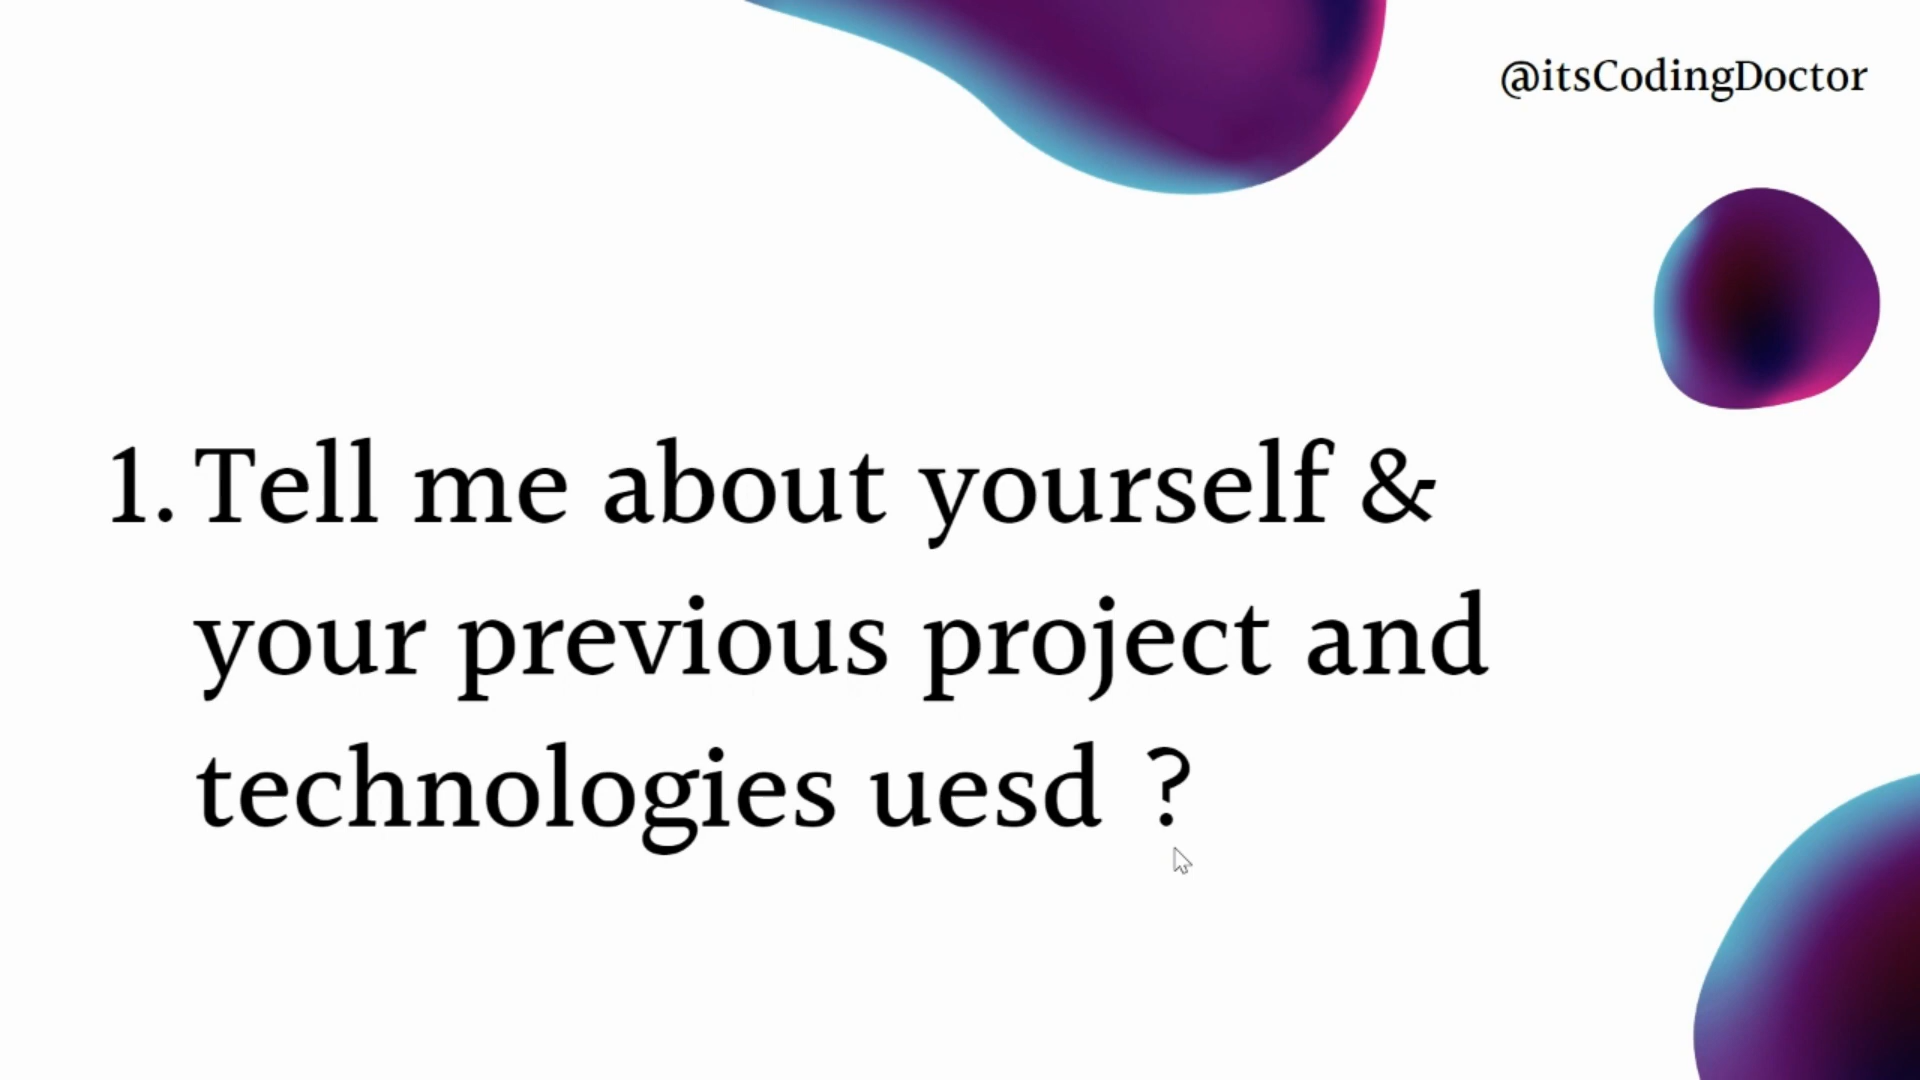 @itsCodingDoctor
1. Tell me about yourself &
your previous project and
technologies uesd ?